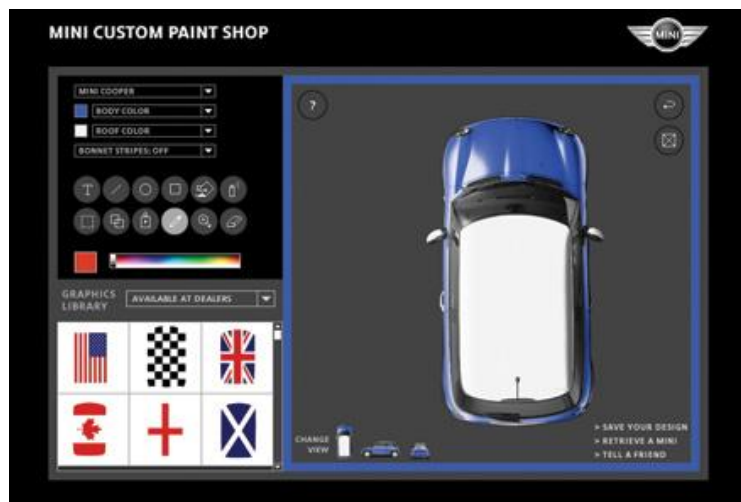 MINI CUSTOM PAINT SHOP
MINI
MINI COOPER
BODY COLOR
ROOF COLOR
BONNET STRIPES: OFF
T
GRAPHICS
LIBRARY
AVAILABLE AT DEALERS
?
CHANGE
VIEW
> SAVE YOUR DESIGN
> RETRIEVE A MINI
> TELL A FRIEND